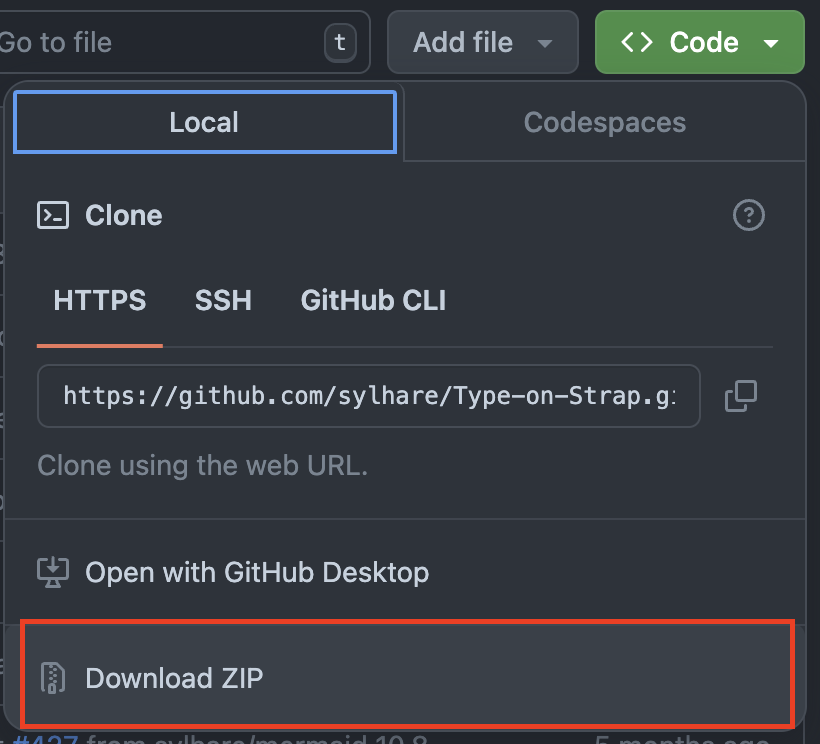 Go to file t Add file Code
Local Codespaces
Clone
HTTPS SSH GitHub CLI
https://github.com/sylhare/Type-on-Strap.gi
Clone using the web URL.
Open with GitHub Desktop
Download ZIP
#427 from sylhare/mermaid-10.8 5 months ago